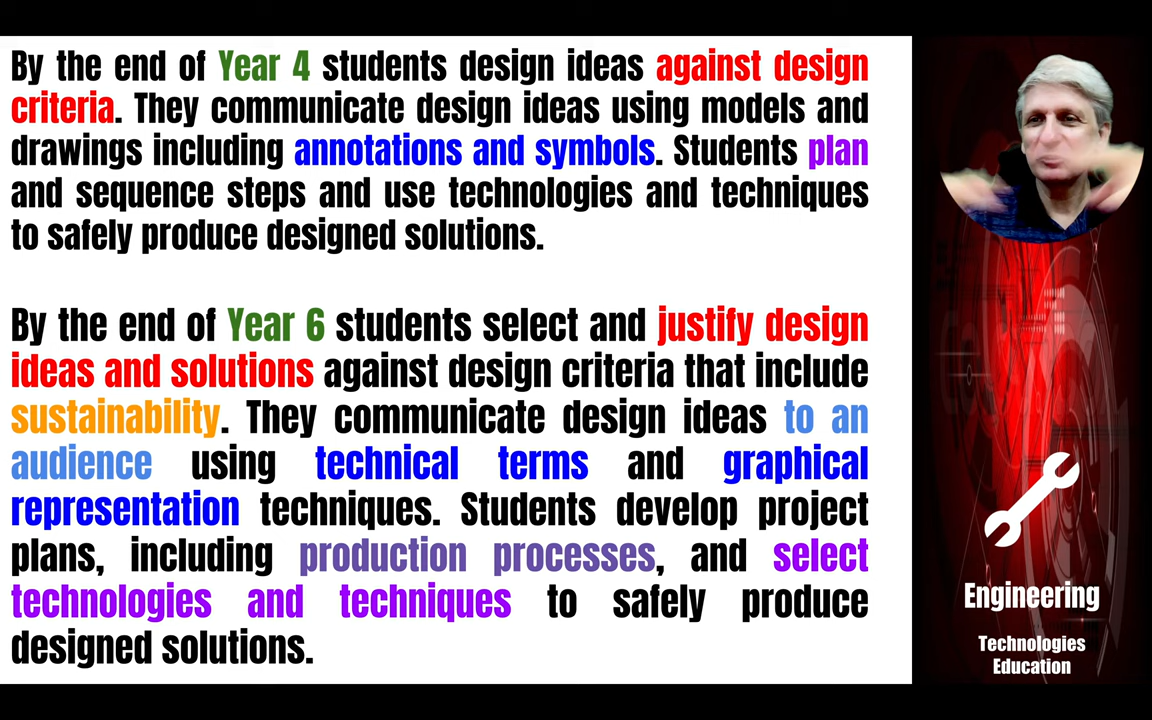 By the end of Year 4 students design ideas against design
criteria. They communicate design ideas using models and
drawings including annotations and symbols. Students plan
and sequence steps and use technologies and techniques
to safely produce designed solutions.
By the end of Year 6 students select and justify design
ideas and solutions against design criteria that include
sustainability. They communicate design ideas to an
audience using technical terms and graphical
representation techniques. Students develop project
plans, including production processes, and select
technologies and techniques to safely produce
designed solutions.
Engineering
Technologies
Education